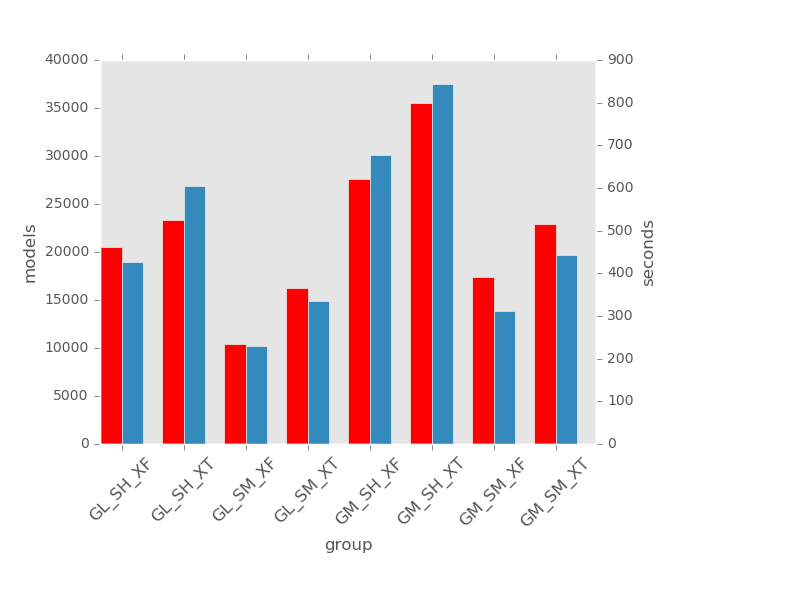 40000
35000
30000
25000
20000
15000
10000
5000
0
models
900
800
700
600
500
400
300
200
100
0
seconds
GL_SH_XF
GL_SH_XT
GL_SM_XF
GL_SM_XT
GM_SH_XF
GM_SH_XT
GM_SM_XF
GM_SM_XT
group